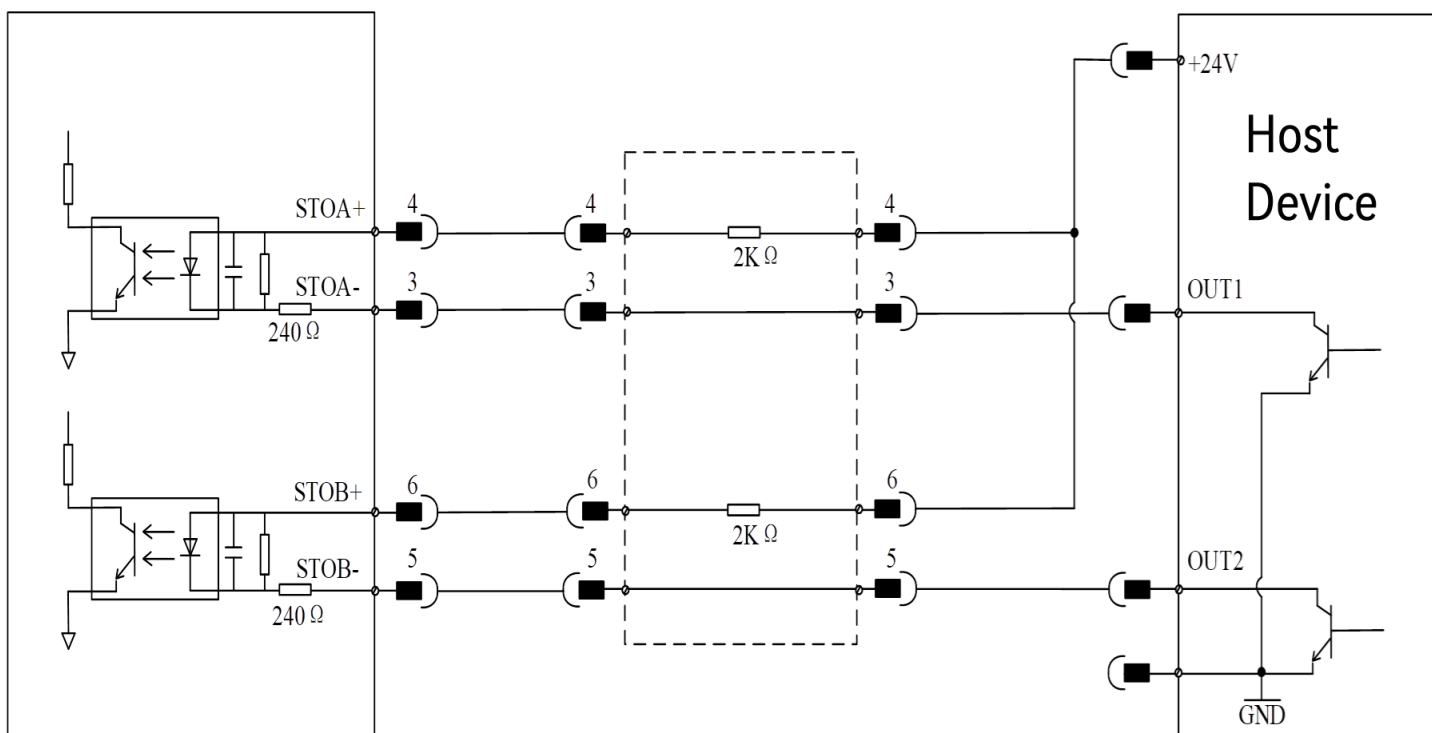 +24V
Host
Device
STOA+
4
4
4
2K Ω
STOA-
3
3
3
OUT1
240 Ω
STOB+
6
6
6
2K Ω
STOB-
5
5
5
OUT2
240 Ω
GND